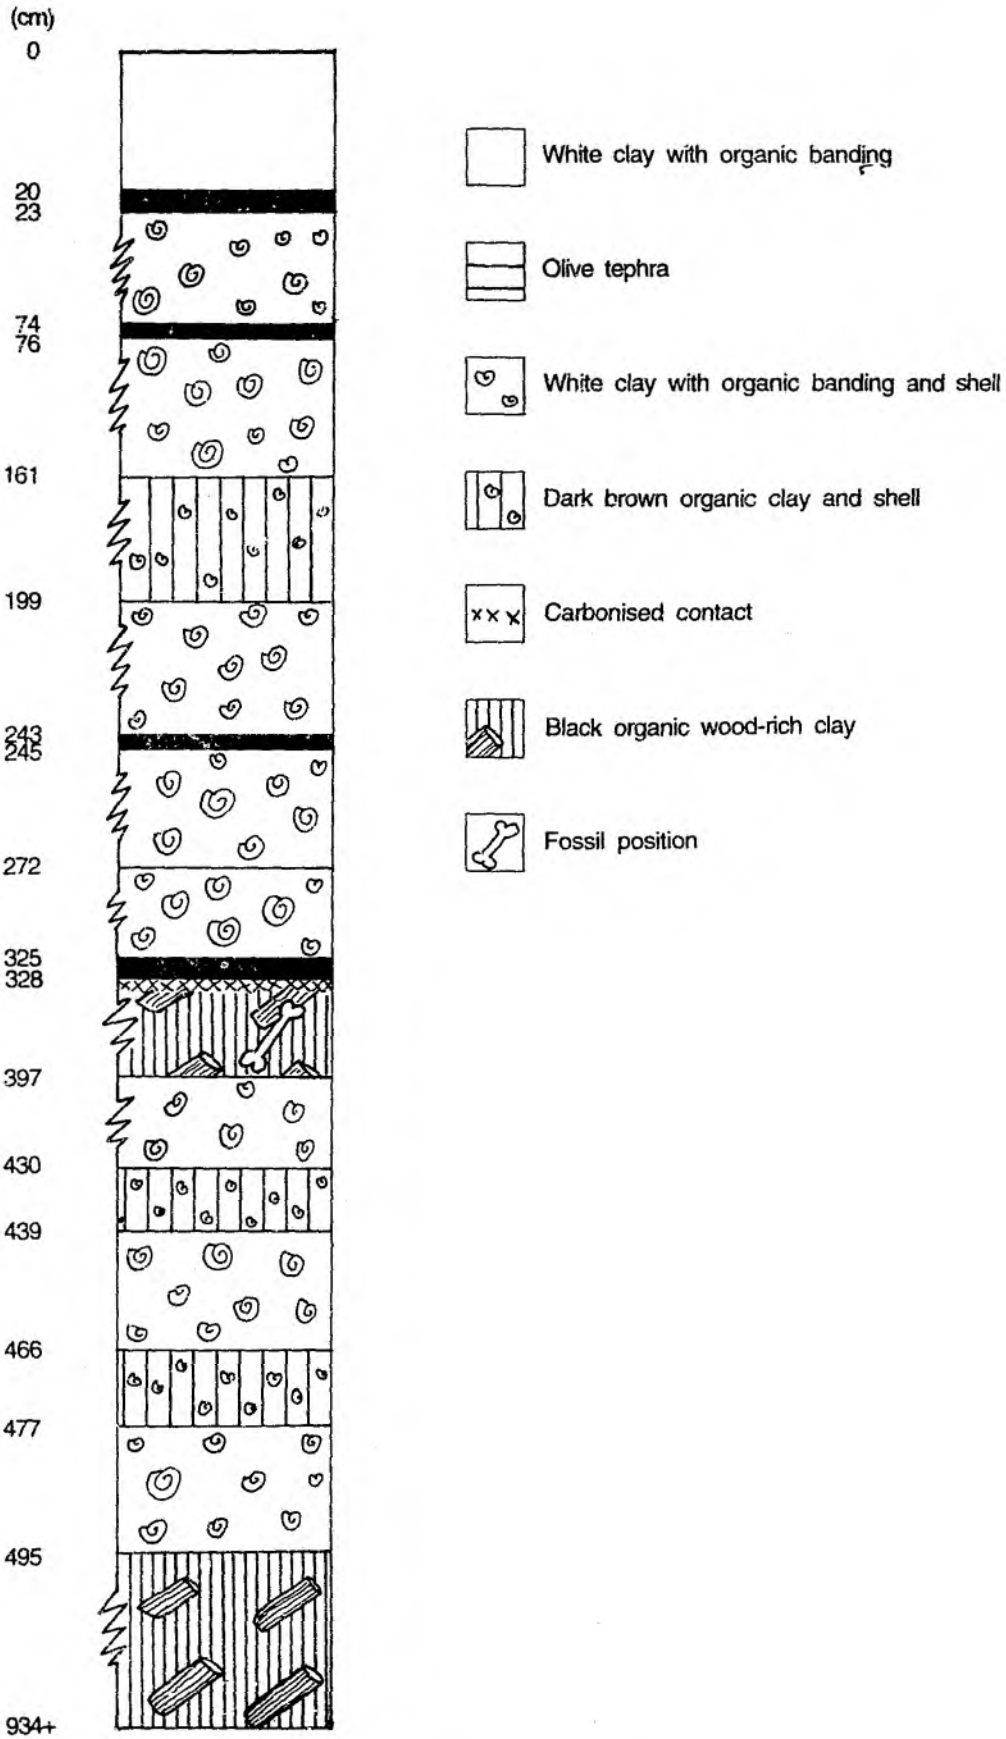 (cm)
0
20
23
74
76
161
199
243
245
272
325
328
397
430
439
466
477
495
934+
White clay with organic banding
Olive tephra
White clay with organic banding and shell
Dark brown organic clay and shell
Carbonised contact
Black organic wood-rich clay
Fossil position